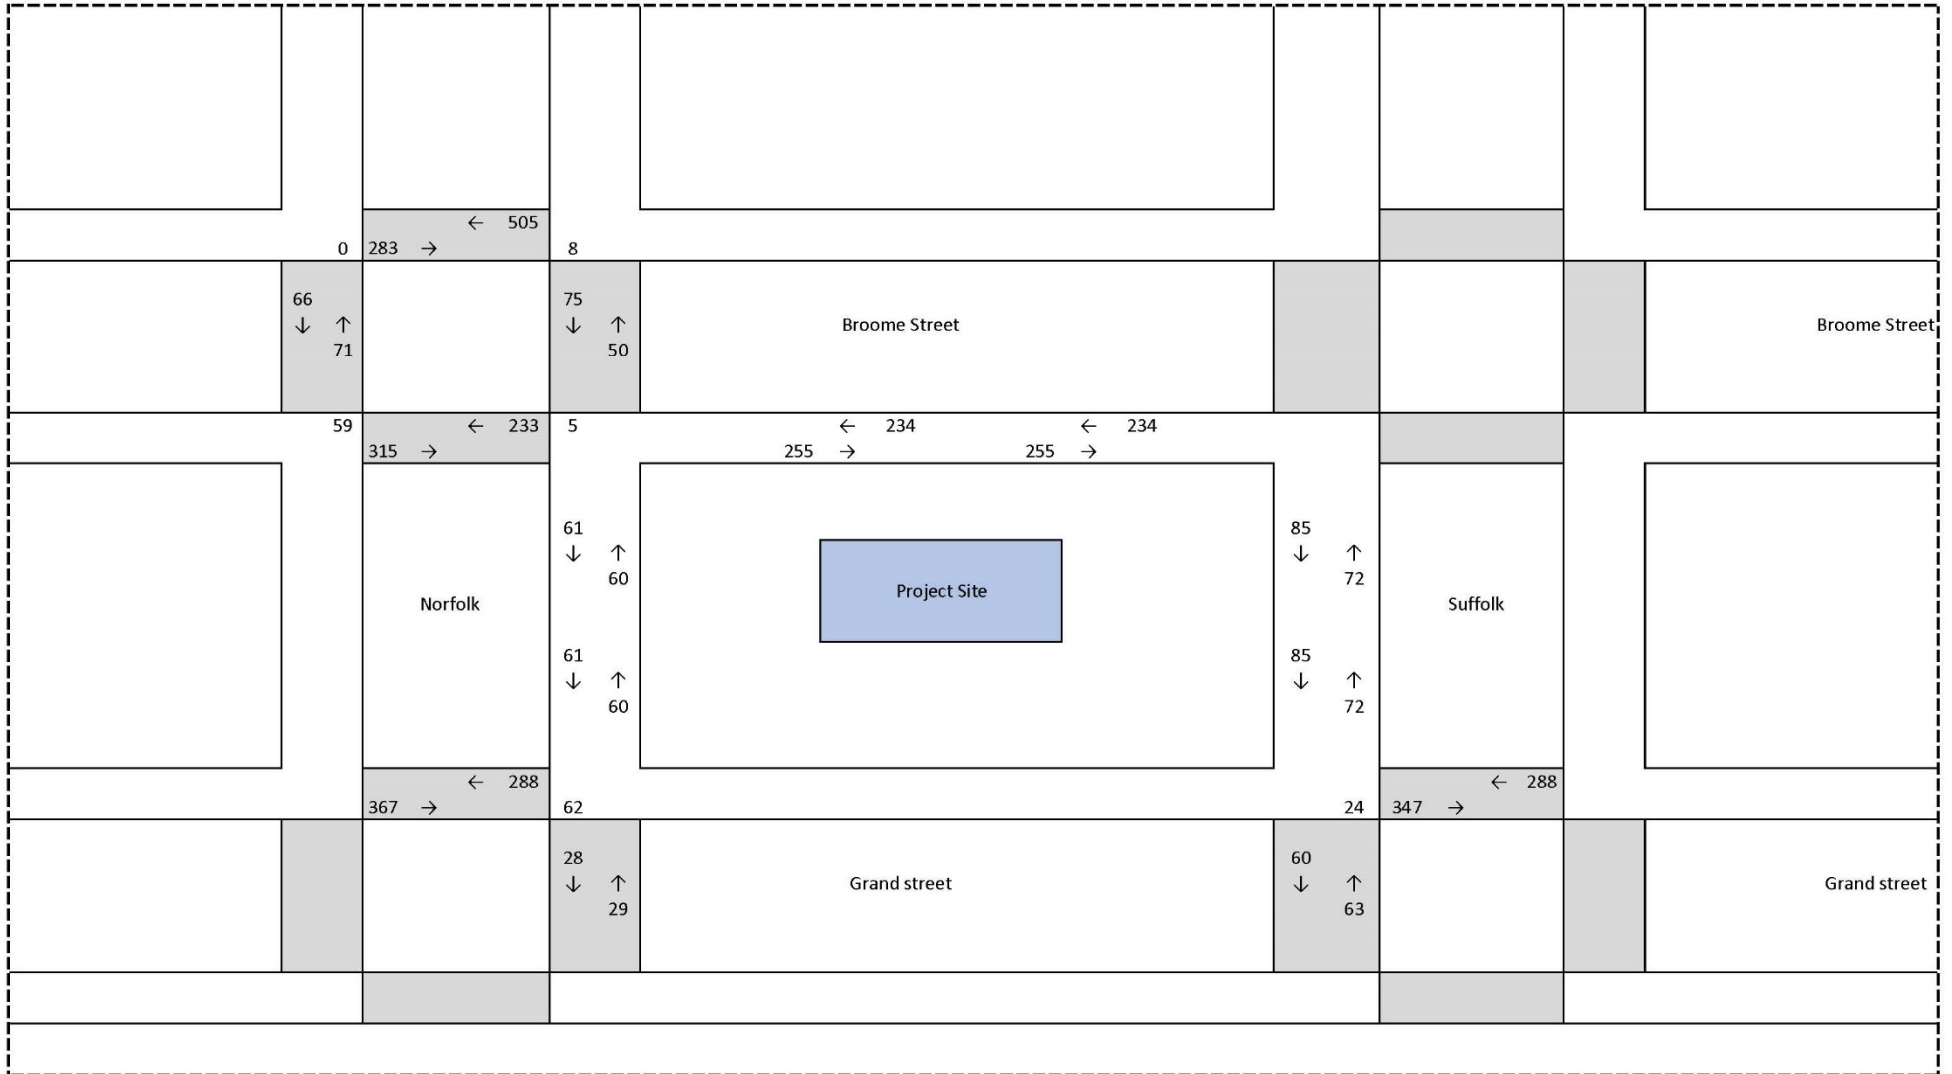 ← 505
0 283 → 8
66 75
↓ ↑ ↓ ↑ Broome Street Broome Street
71 50
59 ← 233 5 ← 234 ← 234
315 → 255 → 255 →
61 85
↓ ↑ ↓ ↑
60 72
Project Site
Norfolk Suffolk
61 85
↓ ↑ ↓ ↑
60 72
← 288 ← 288
367 → 62 24 347 →
28 60
↓ ↑ Grand street ↓ ↑ Grand street
29 63